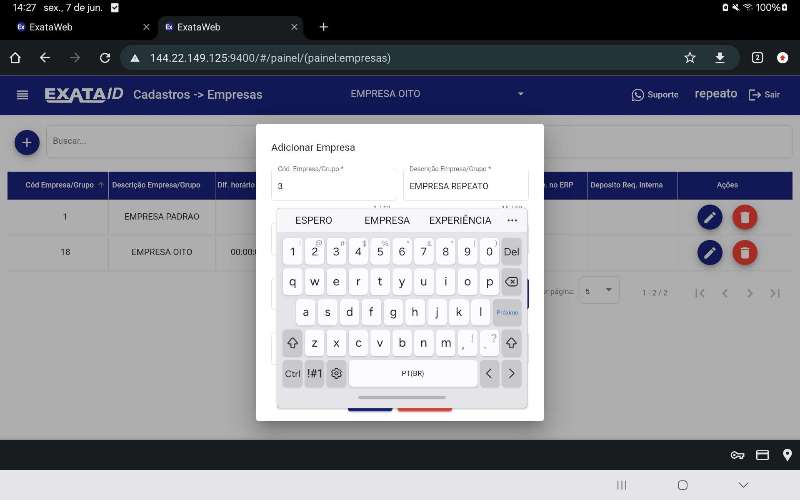 14:27 sex., 7 de jun. 100%
ExataWeb
ExataWeb
144.22.149.125:9400/#/painel/(painel:empresas)
2
EXATA ID Cadastros -> Empresas EMPRESA OITO Suporte repeato Sair
Buscar...
Adicionar Empresa
Cód. Empresa/Grupo *
3
Descrição Empresa/Grupo *
EMPRESA REPEATO
Cód Empresa/Grupo Descrição Empresa/Grupo Dif. horário no ERP Deposito Req. Interna Ações
1 EMPRESA PADRAO
18 EMPRESA OITO
página: 5 1 - 2 / 2
ESPERO EMPRESA EXPERIÊNCIA ...
1 2 3 4 5 6 7 8 9 0 Del
q w e r t y u i o p
a s d f g h j k l Próximo
z x c v b n m , ! . ?
Ctrl !#1 PT(BR) < >